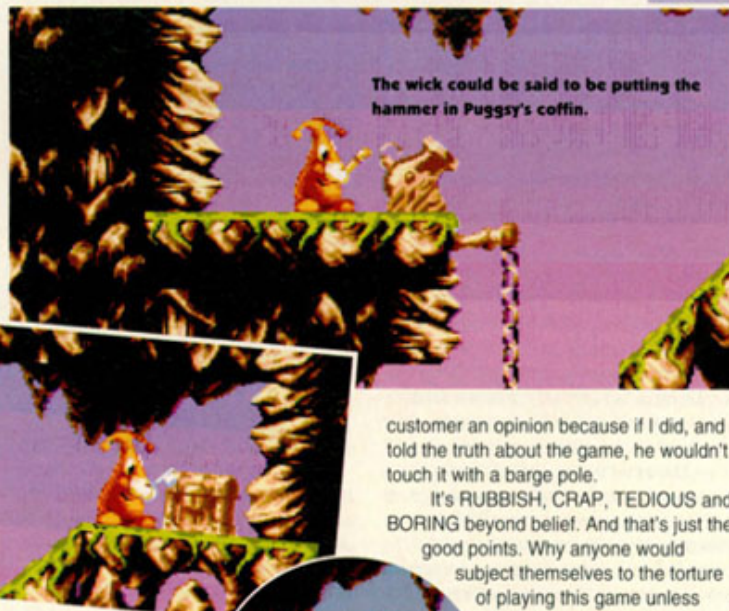 The wick could be said to be putting the
hammer in Puggsy's coffin.
customer an opinion because if I did, and
told the truth about the game, he wouldn't
touch it with a barge pole.
It's RUBBISH, CRAP, TEDIOUS and
BORING beyond belief. And that's just the
good points. Why anyone would
subject themselves to the torture
of playing this game unless